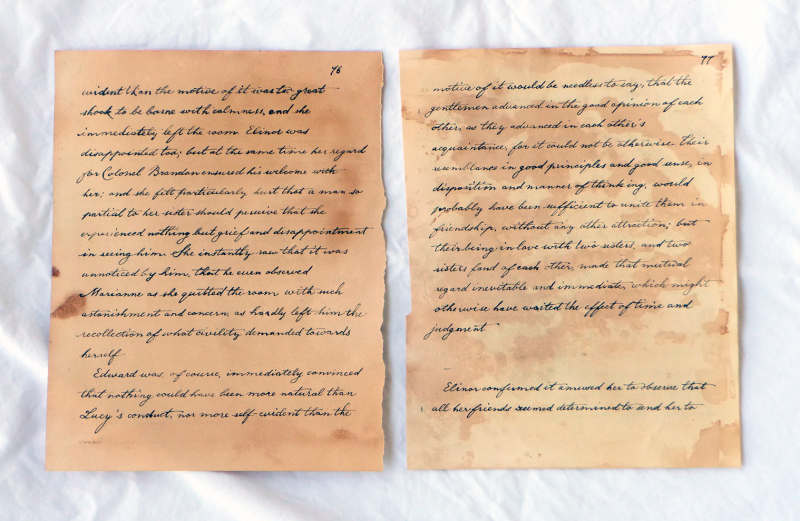 76
evident than the motive of it was too great
shock to be borne with calmness, and she
immediately left the room. Elinor was
disappointed too; but at the same time her regard
for Colonel Brandon ensured his welcome with
her; and she felt particularly hurt that a man so
partial to her sister should perceive that she
experienced nothing but grief and disappointment
in seeing him. She instantly saw that it was
unnoticed by him, that he even observed
Marianne as she quitted the room with such
astonishment and concern, as hardly left him the
recollection of what civility demanded towards
herself.
Edward was, of course, immediately convinced
that nothing could have been more natural than
Lucy's conduct, nor more self-evident than the
77
motive of it would be needless to say, that the
gentlemen advanced in the good opinion of each
other, as they advanced in each other's
acquaintance, for it could not be otherwise. Their
resemblance in good principles and good sense, in
disposition and manner of thinking, would
probably have been sufficient to unite them in
friendship, without any other attraction; but
their being in love with two sisters, and two
sisters fond of each other, made that mutual
regard inevitable and immediate, which might
otherwise have waited the effect of time and
judgment
Elinor confirmed it amused her to observe that
all her friends seemed determined to and her to